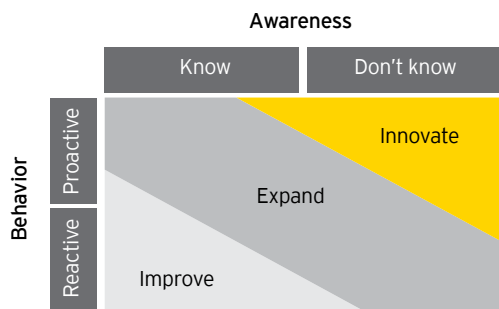 Awareness
Know
Don't know
Behavior
Proactive
Reactive
Innovate
Expand
Improve